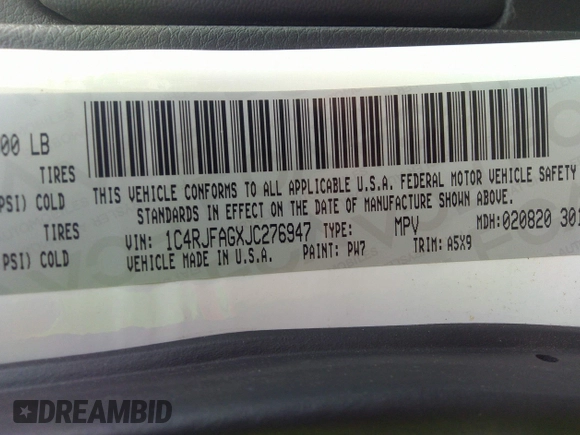 00 LB
TIRES
PSI) COLD
TIRES
PSI) COLD
THIS VEHICLE CONFORMS TO ALL APPLICABLE U.S.A. FEDERAL MOTOR VEHICLE SAFETY
STANDARDS IN EFFECT ON THE DATE OF MANUFACTURE SHOWN ABOVE.
VIN: 1C4RJFAGXJC276947 TYPE: MPV MDH:020820 301
VEHICLE MADE IN U.S.A. PAINT: PW7 TRIM: A5X9
DREAMBID